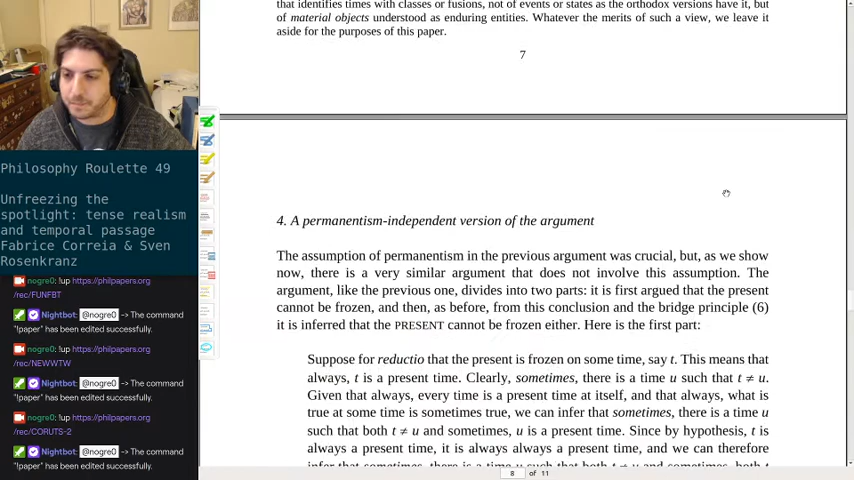 that identifies times with classes or fusions, not of events or states as the orthodox versions have it, but
of material objects understood as enduring entities. Whatever the merits of such a view, we leave it
aside for the purposes of this paper.
7
4. A permanentism-independent version of the argument
The assumption of permanentism in the previous argument was crucial, but, as we show
now, there is a very similar argument that does not involve this assumption. The
argument, like the previous one, divides into two parts: it is first argued that the present
cannot be frozen, and then, as before, from this conclusion and the bridge principle (6)
it is inferred that the PRESENT cannot be frozen either. Here is the first part:
Suppose for reductio that the present is frozen on some time, say t. This means that
always, t is a present time. Clearly, sometimes, there is a time u such that t ≠ u.
Given that always, every time is a present time at itself, and that always, what is
true at some time is sometimes true, we can infer that sometimes, there is a time u
such that both t ≠ u and sometimes, u is a present time. Since by hypothesis, t is
always a present time, it is always always a present time, and we can therefore
infer that sometimes, there is a time u such that both t ≠ u and sometimes, both t
8 of 11
Philosophy Roulette 49
Unfreezing the
spotlight: tense realism
and temporal passage
Fabrice Correia & Sven
Rosenkranz
nogre0: !up https://philpapers.org
/rec/FUNFBT
Nightbot: @nogre0 -> The command
"!paper" has been edited successfully.
nogre0: !up https://philpapers.org
/rec/NEWWTW
Nightbot: @nogre0 -> The command
"!paper" has been edited successfully.
nogre0: !up https://philpapers.org
/rec/CORUTS-2
Nightbot: @nogre0 -> The command
"!paper" has been edited successfully.